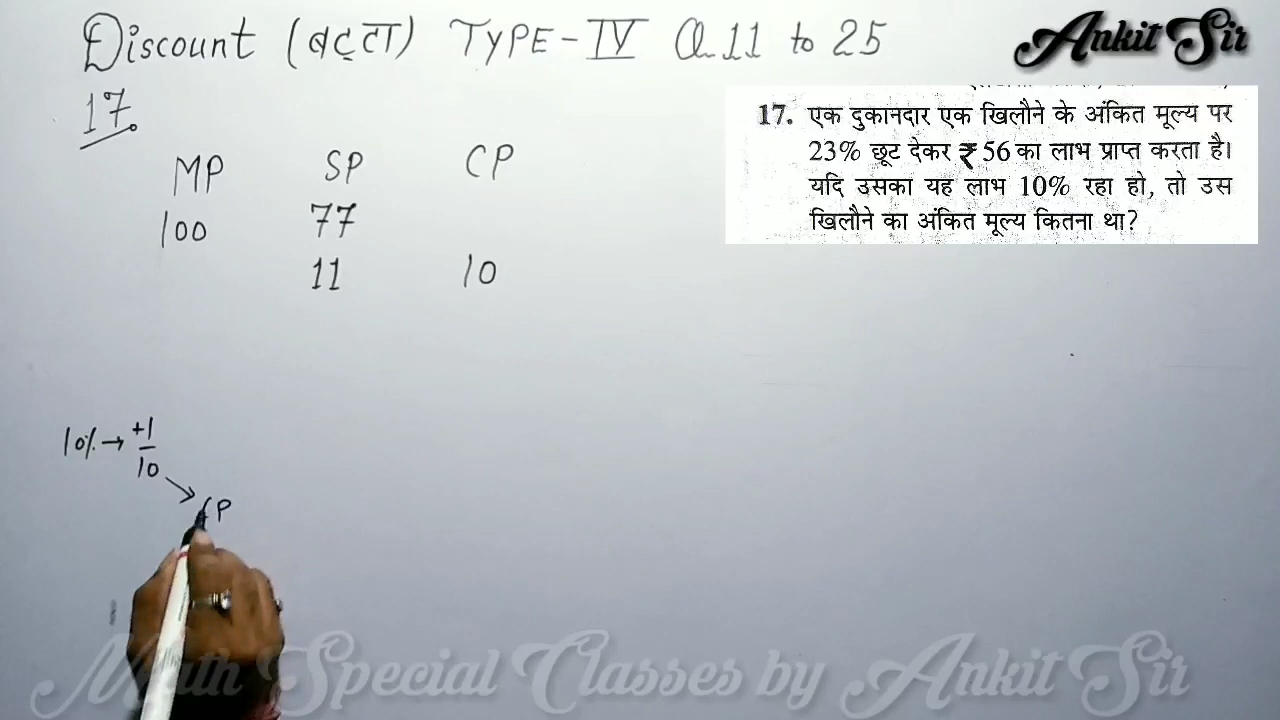 Discount (बट्टा) TYPE-IV Q.11 to 25
Ankit Sir
17.
17. एक दुकानदार एक खिलौने के अंकित मूल्य पर
23% छूट देकर ₹ 56 का लाभ प्राप्त करता है।
यदि उसका यह लाभ 10% रहा हो, तो उस
खिलौने का अंकित मूल्य कितना था?
MP SP CP
100 77
11 10
10% → +1/10
CP
Math Special Classes by Ankit Sir